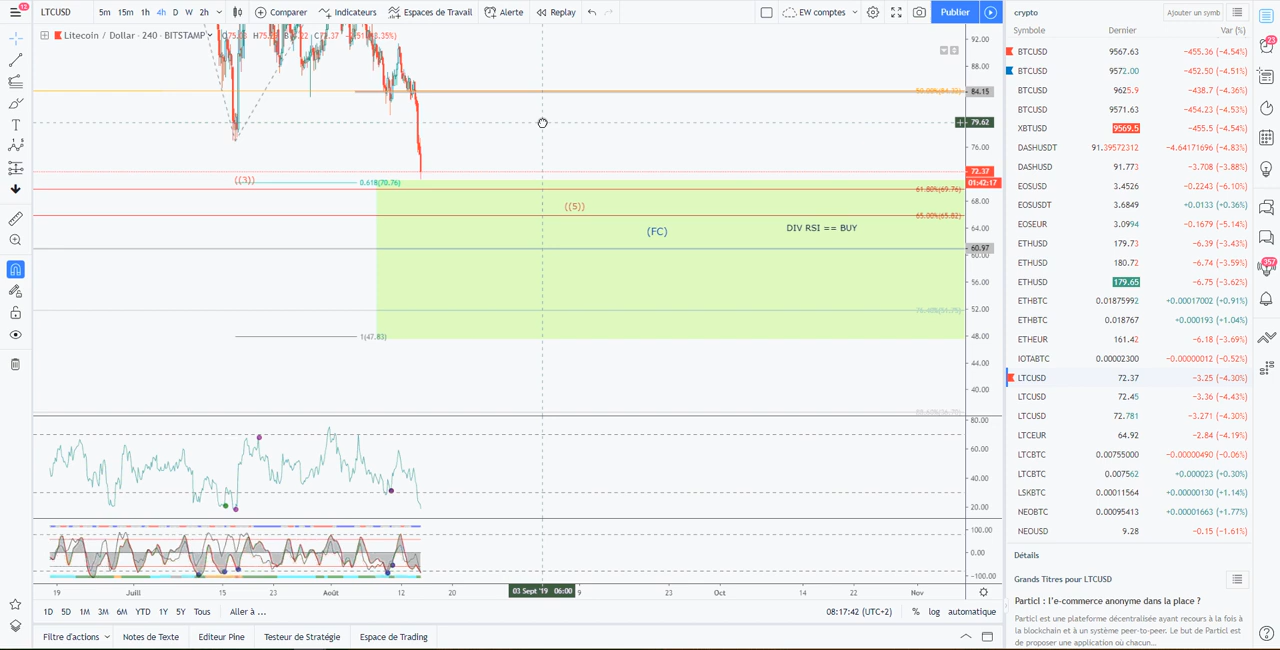 12
LTCUSD
5m 15m 1h 4h D W 2h
Comparer
Indicateurs
Espaces de Travail
Alerte
Replay
EW comptes
Publier
Litecoin / Dollar · 240 · BITSTAMP
92.00
88.00
84.15
79.62
76.00
72.37
01:42:17
68.00
64.00
60.97
60.00
56.00
52.00
48.00
44.00
40.00
((3))
0.618(70.76)
61.80%(69.76)
((5))
65.00%(65.82)
(FC)
DIV RSI == BUY
1(47.83)
80.00
60.00
40.00
20.00
100.00
0.00
−100.00
19 Juill 15 23 Août 12 20 03 Sept '19 06:00 9 23 Oct 14 22 Nov
1D 5D 1M 3M 6M YTD 1Y 5Y Tous Aller à ...
08:17:42 (UTC+2) % log automatique
Filtre d'actions
Notes de Texte
Editeur Pine
Testeur de Stratégie
Espace de Trading
crypto
Ajouter un symb
Symbole Dernier Var (%)
BTCUSD 9567.63 −455.36 (−4.54%)
BTCUSD 9572.00 −452.50 (−4.51%)
BTCUSD 9625.9 −438.7 (−4.36%)
BTCUSD 9571.63 −454.23 (−4.53%)
XBTUSD 9569.5 −455.5 (−4.54%)
DASHUSDT 91.39572312 −4.64171696 (−4.83%)
DASHUSD 91.773 −3.708 (−3.88%)
EOSUSD 3.4526 −0.2243 (−6.10%)
EOSUSDT 3.6849 +0.0133 (+0.36%)
EOSEUR 3.0994 −0.1679 (−5.14%)
ETHUSD 179.73 −6.39 (−3.43%)
ETHUSD 180.72 −6.74 (−3.59%)
ETHUSD 179.65 −6.75 (−3.62%)
ETHBTC 0.01875992 +0.00017002 (+0.91%)
ETHBTC 0.018767 +0.000193 (+1.04%)
ETHEUR 161.42 −6.18 (−3.69%)
IOTABTC 0.00002300 −0.00000012 (−0.52%)
LTCUSD 72.37 −3.25 (−4.30%)
LTCUSD 72.45 −3.36 (−4.43%)
LTCUSD 72.781 −3.271 (−4.30%)
LTCEUR 64.92 −2.84 (−4.19%)
LTCBTC 0.00755000 −0.00000490 (−0.06%)
LTCBTC 0.007562 +0.000023 (+0.30%)
LSKBTC 0.00011564 +0.00000130 (+1.14%)
NEOBTC 0.00095413 +0.00001663 (+1.77%)
NEOUSD 9.28 −0.15 (−1.61%)
Détails
Grands Titres pour LTCUSD
Particl : l'e-commerce anonyme dans la place ?
Particl est une plateforme décentralisée ayant recours à la fois à
la blockchain et à un système peer-to-peer. Le but de Particl est
de proposer une application où chacun...
23
357